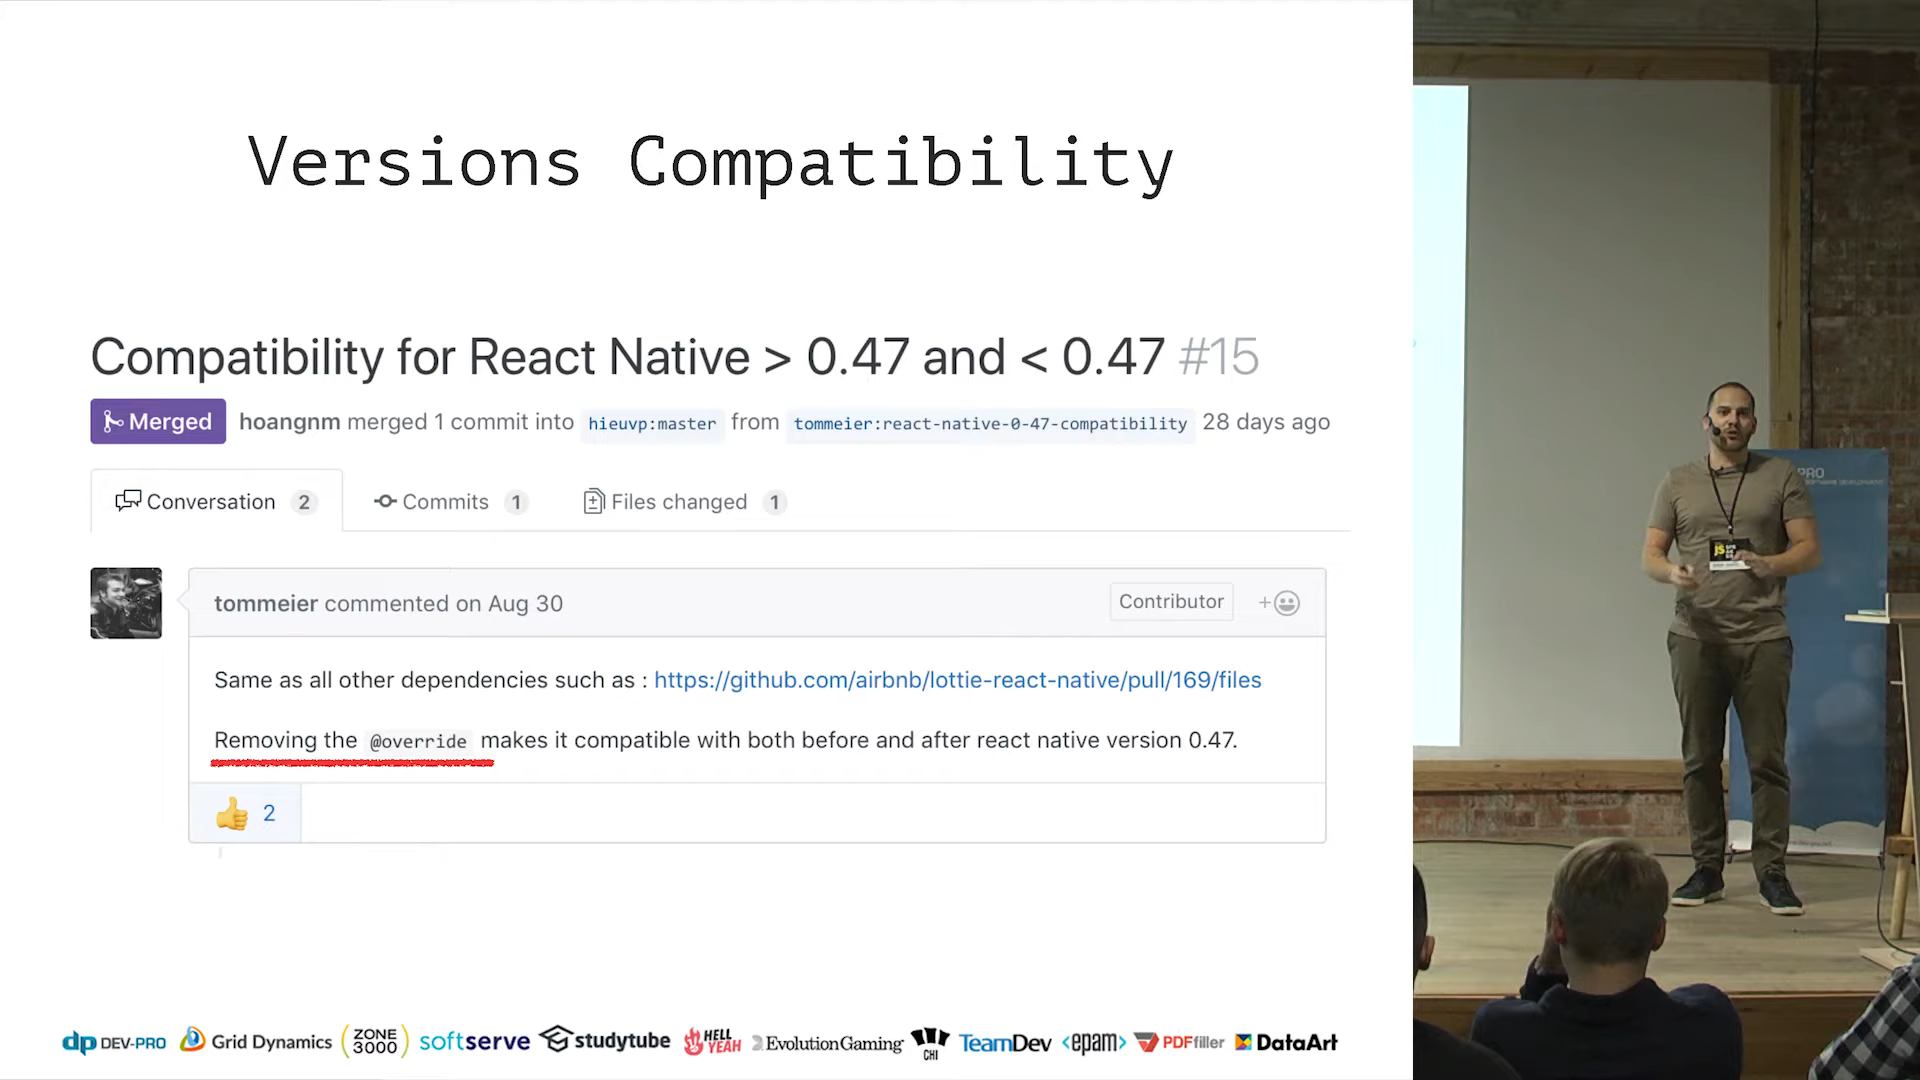 Versions Compatibility
Compatibility for React Native > 0.47 and < 0.47 #15
Merged hoangnm merged 1 commit into hieuvp:master from tommeier:react-native-0-47-compatibility 28 days ago
Conversation 2 Commits 1 Files changed 1
tommeier commented on Aug 30 Contributor +
Same as all other dependencies such as : https://github.com/airbnb/lottie-react-native/pull/169/files
Removing the @override makes it compatible with both before and after react native version 0.47.
2
dp DEV-PRO Grid Dynamics ZONE 3000 softserve studytube HELL YEAH Evolution Gaming CHI TeamDev <epam> PDFfiller DataArt
PRO
JS